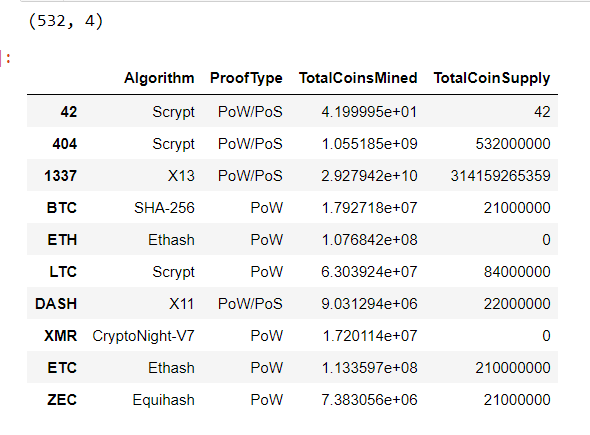 (532, 4)
]:
Algorithm ProofType TotalCoinsMined TotalCoinSupply
42 Scrypt PoW/PoS 4.199995e+01 42
404 Scrypt PoW/PoS 1.055185e+09 532000000
1337 X13 PoW/PoS 2.927942e+10 314159265359
BTC SHA-256 PoW 1.792718e+07 21000000
ETH Ethash PoW 1.076842e+08 0
LTC Scrypt PoW 6.303924e+07 84000000
DASH X11 PoW/PoS 9.031294e+06 22000000
XMR CryptoNight-V7 PoW 1.720114e+07 0
ETC Ethash PoW 1.133597e+08 210000000
ZEC Equihash PoW 7.383056e+06 21000000